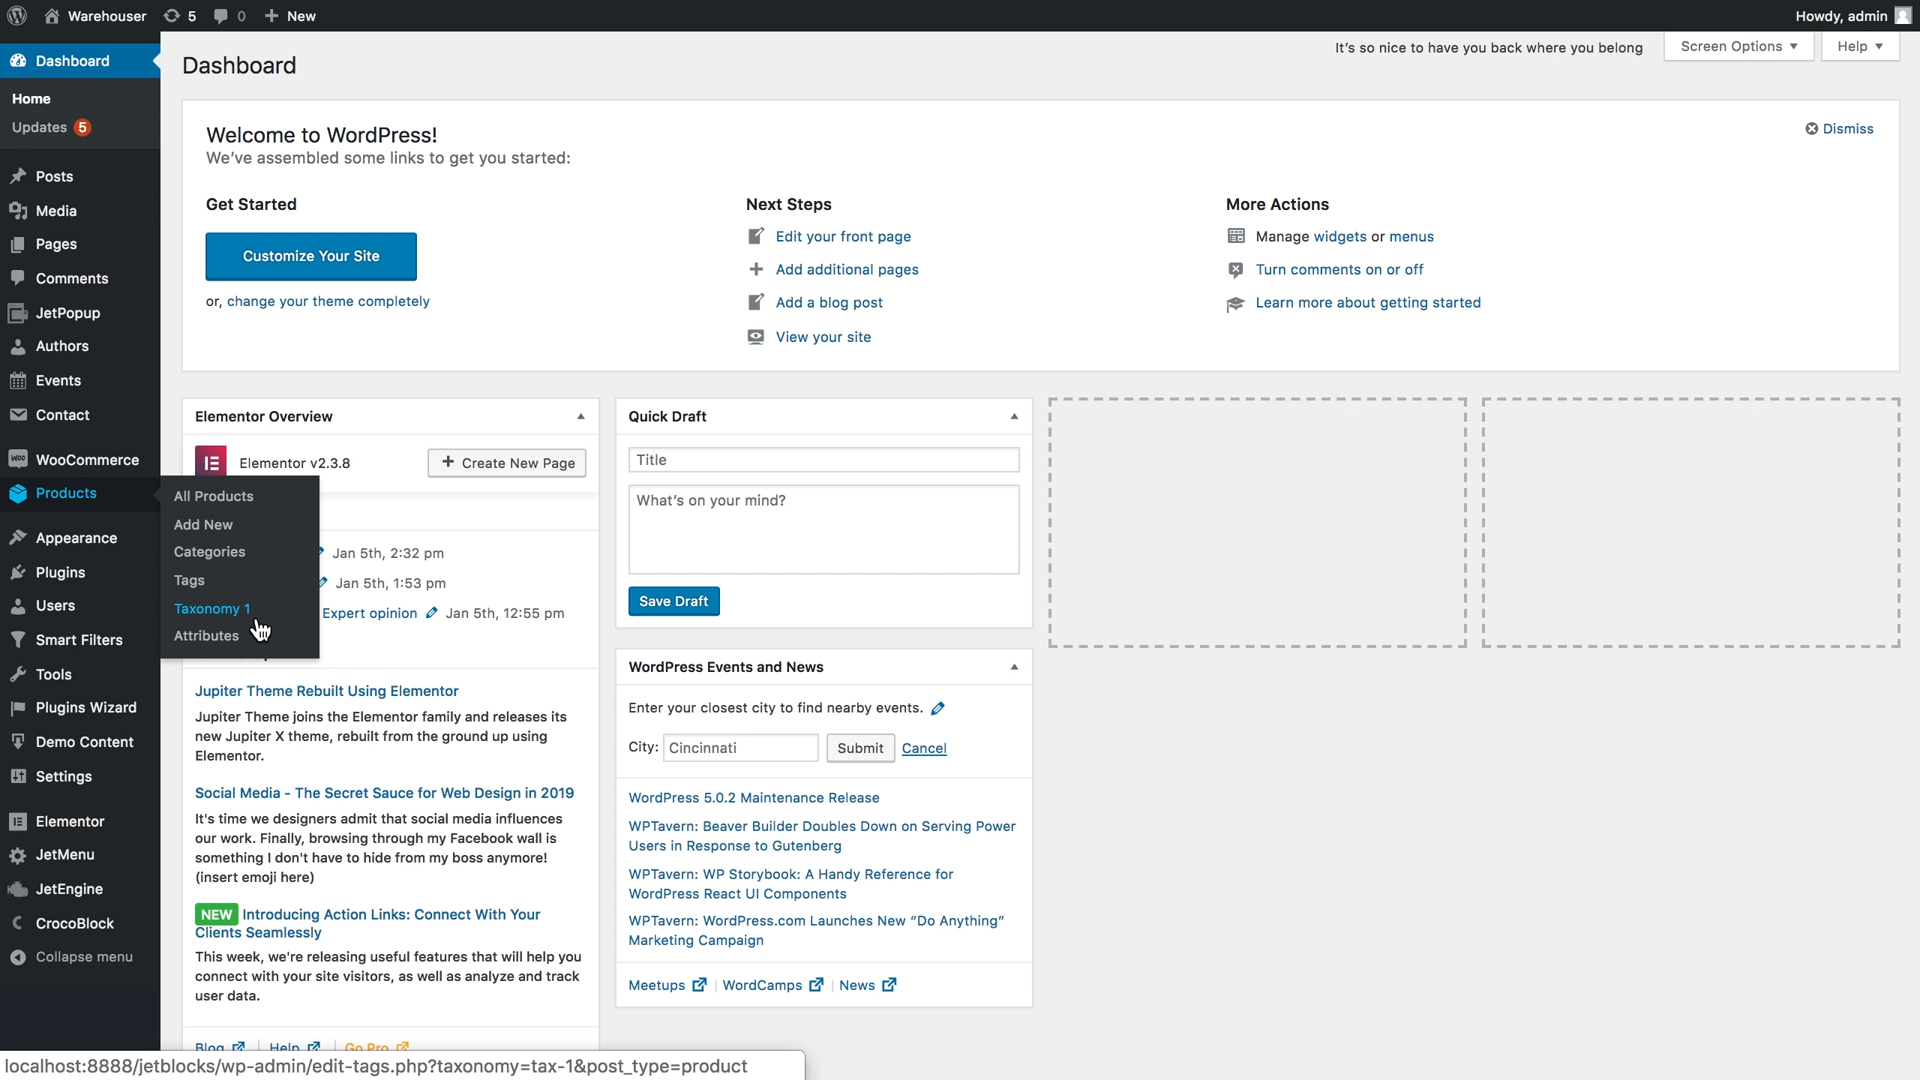 Warehouser 5 0 + New
Howdy, admin
Dashboard
Home
Updates 5
Posts
Media
Pages
Comments
JetPopup
Authors
Events
Contact
WooCommerce
Products
Appearance
Plugins
Users
Smart Filters
Tools
Plugins Wizard
Demo Content
Settings
Elementor
JetMenu
JetEngine
CrocoBlock
Collapse menu
All Products
Add New
Categories
Tags
Taxonomy 1
Attributes
It's so nice to have you back where you belong
Screen Options ▼
Help ▼
Dashboard
Welcome to WordPress!
We've assembled some links to get you started:
Dismiss
Get Started
Customize Your Site
or, change your theme completely
Next Steps
Edit your front page
Add additional pages
Add a blog post
View your site
More Actions
Manage widgets or menus
Turn comments on or off
Learn more about getting started
Elementor Overview
Elementor v2.3.8
+ Create New Page
Jan 5th, 2:32 pm
Jan 5th, 1:53 pm
Expert opinion Jan 5th, 12:55 pm
Jupiter Theme Rebuilt Using Elementor
Jupiter Theme joins the Elementor family and releases its
new Jupiter X theme, rebuilt from the ground up using
Elementor.
Social Media - The Secret Sauce for Web Design in 2019
It's time we designers admit that social media influences
our work. Finally, browsing through my Facebook wall is
something I don't have to hide from my boss anymore!
(insert emoji here)
NEW Introducing Action Links: Connect With Your
Clients Seamlessly
This week, we're releasing useful features that will help you
connect with your site visitors, as well as analyze and track
user data.
Blog Help Go Pro
Quick Draft
Title
What's on your mind?
Save Draft
WordPress Events and News
Enter your closest city to find nearby events.
City: Cincinnati Submit Cancel
WordPress 5.0.2 Maintenance Release
WPTavern: Beaver Builder Doubles Down on Serving Power
Users in Response to Gutenberg
WPTavern: WP Storybook: A Handy Reference for
WordPress React UI Components
WPTavern: WordPress.com Launches New “Do Anything”
Marketing Campaign
Meetups | WordCamps | News
localhost:8888/jetblocks/wp-admin/edit-tags.php?taxonomy=tax-1&post_type=product